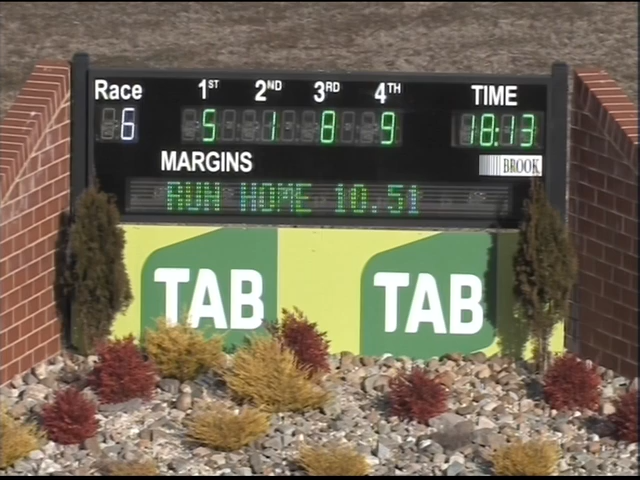 Race 1ST 2ND 3RD 4TH TIME
6 5 1 8 9 18:13
MARGINS BROOK
RUN HOME 10.51
TAB TAB